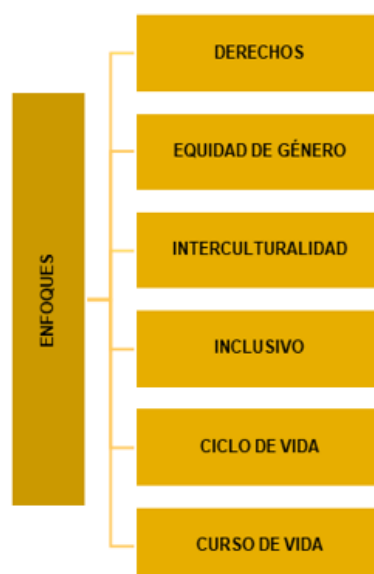 ENFOQUES
DERECHOS
EQUIDAD DE GÉNERO
INTERCULTURALIDAD
INCLUSIVO
CICLO DE VIDA
CURSO DE VIDA